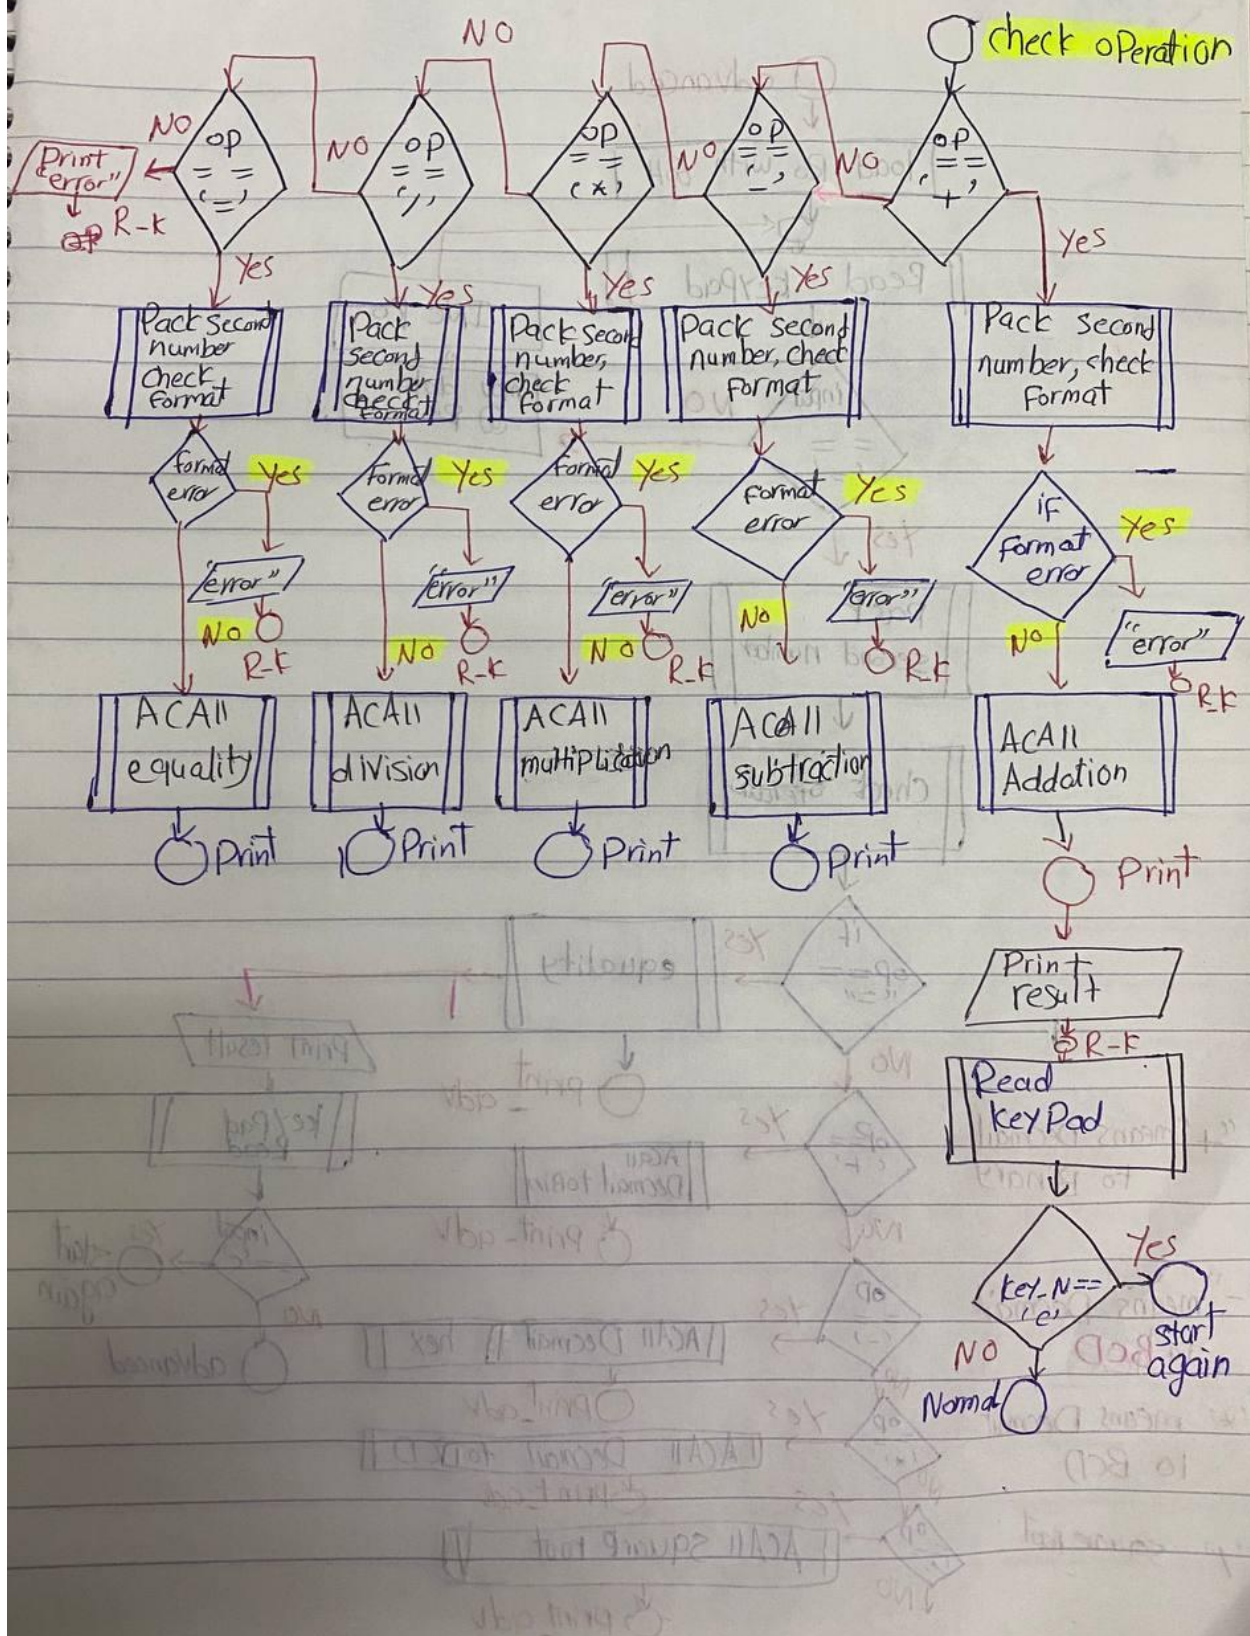 check operation
NO
op
==
'+'
NO
Yes
op
==
'-'
NO
Yes
op
==
'*'
NO
Yes
op
==
'/'
NO
Yes
op
==
'='
NO
Yes
Print
"error"
R-K
Pack second
number
check
format
Pack
second
number
check
format
Pack second
number,
check
format
Pack second
number, check
format
Pack second
number, check
format
format
error
Yes
format
error
Yes
format
error
Yes
format
error
Yes
if
format
error
Yes
"error"
NO
R-K
"error"
NO
R-K
"error"
NO
R-K
"error"
NO
R-K
"error"
NO
R-K
ACAll
equality
ACAll
division
ACAll
multiplication
ACAll
subtraction
ACAll
Addation
Print
Print
Print
Print
Print
Print
result
R-K
Read
KeyPad
Key_N==
'c'
Yes
start
again
NO
Normal